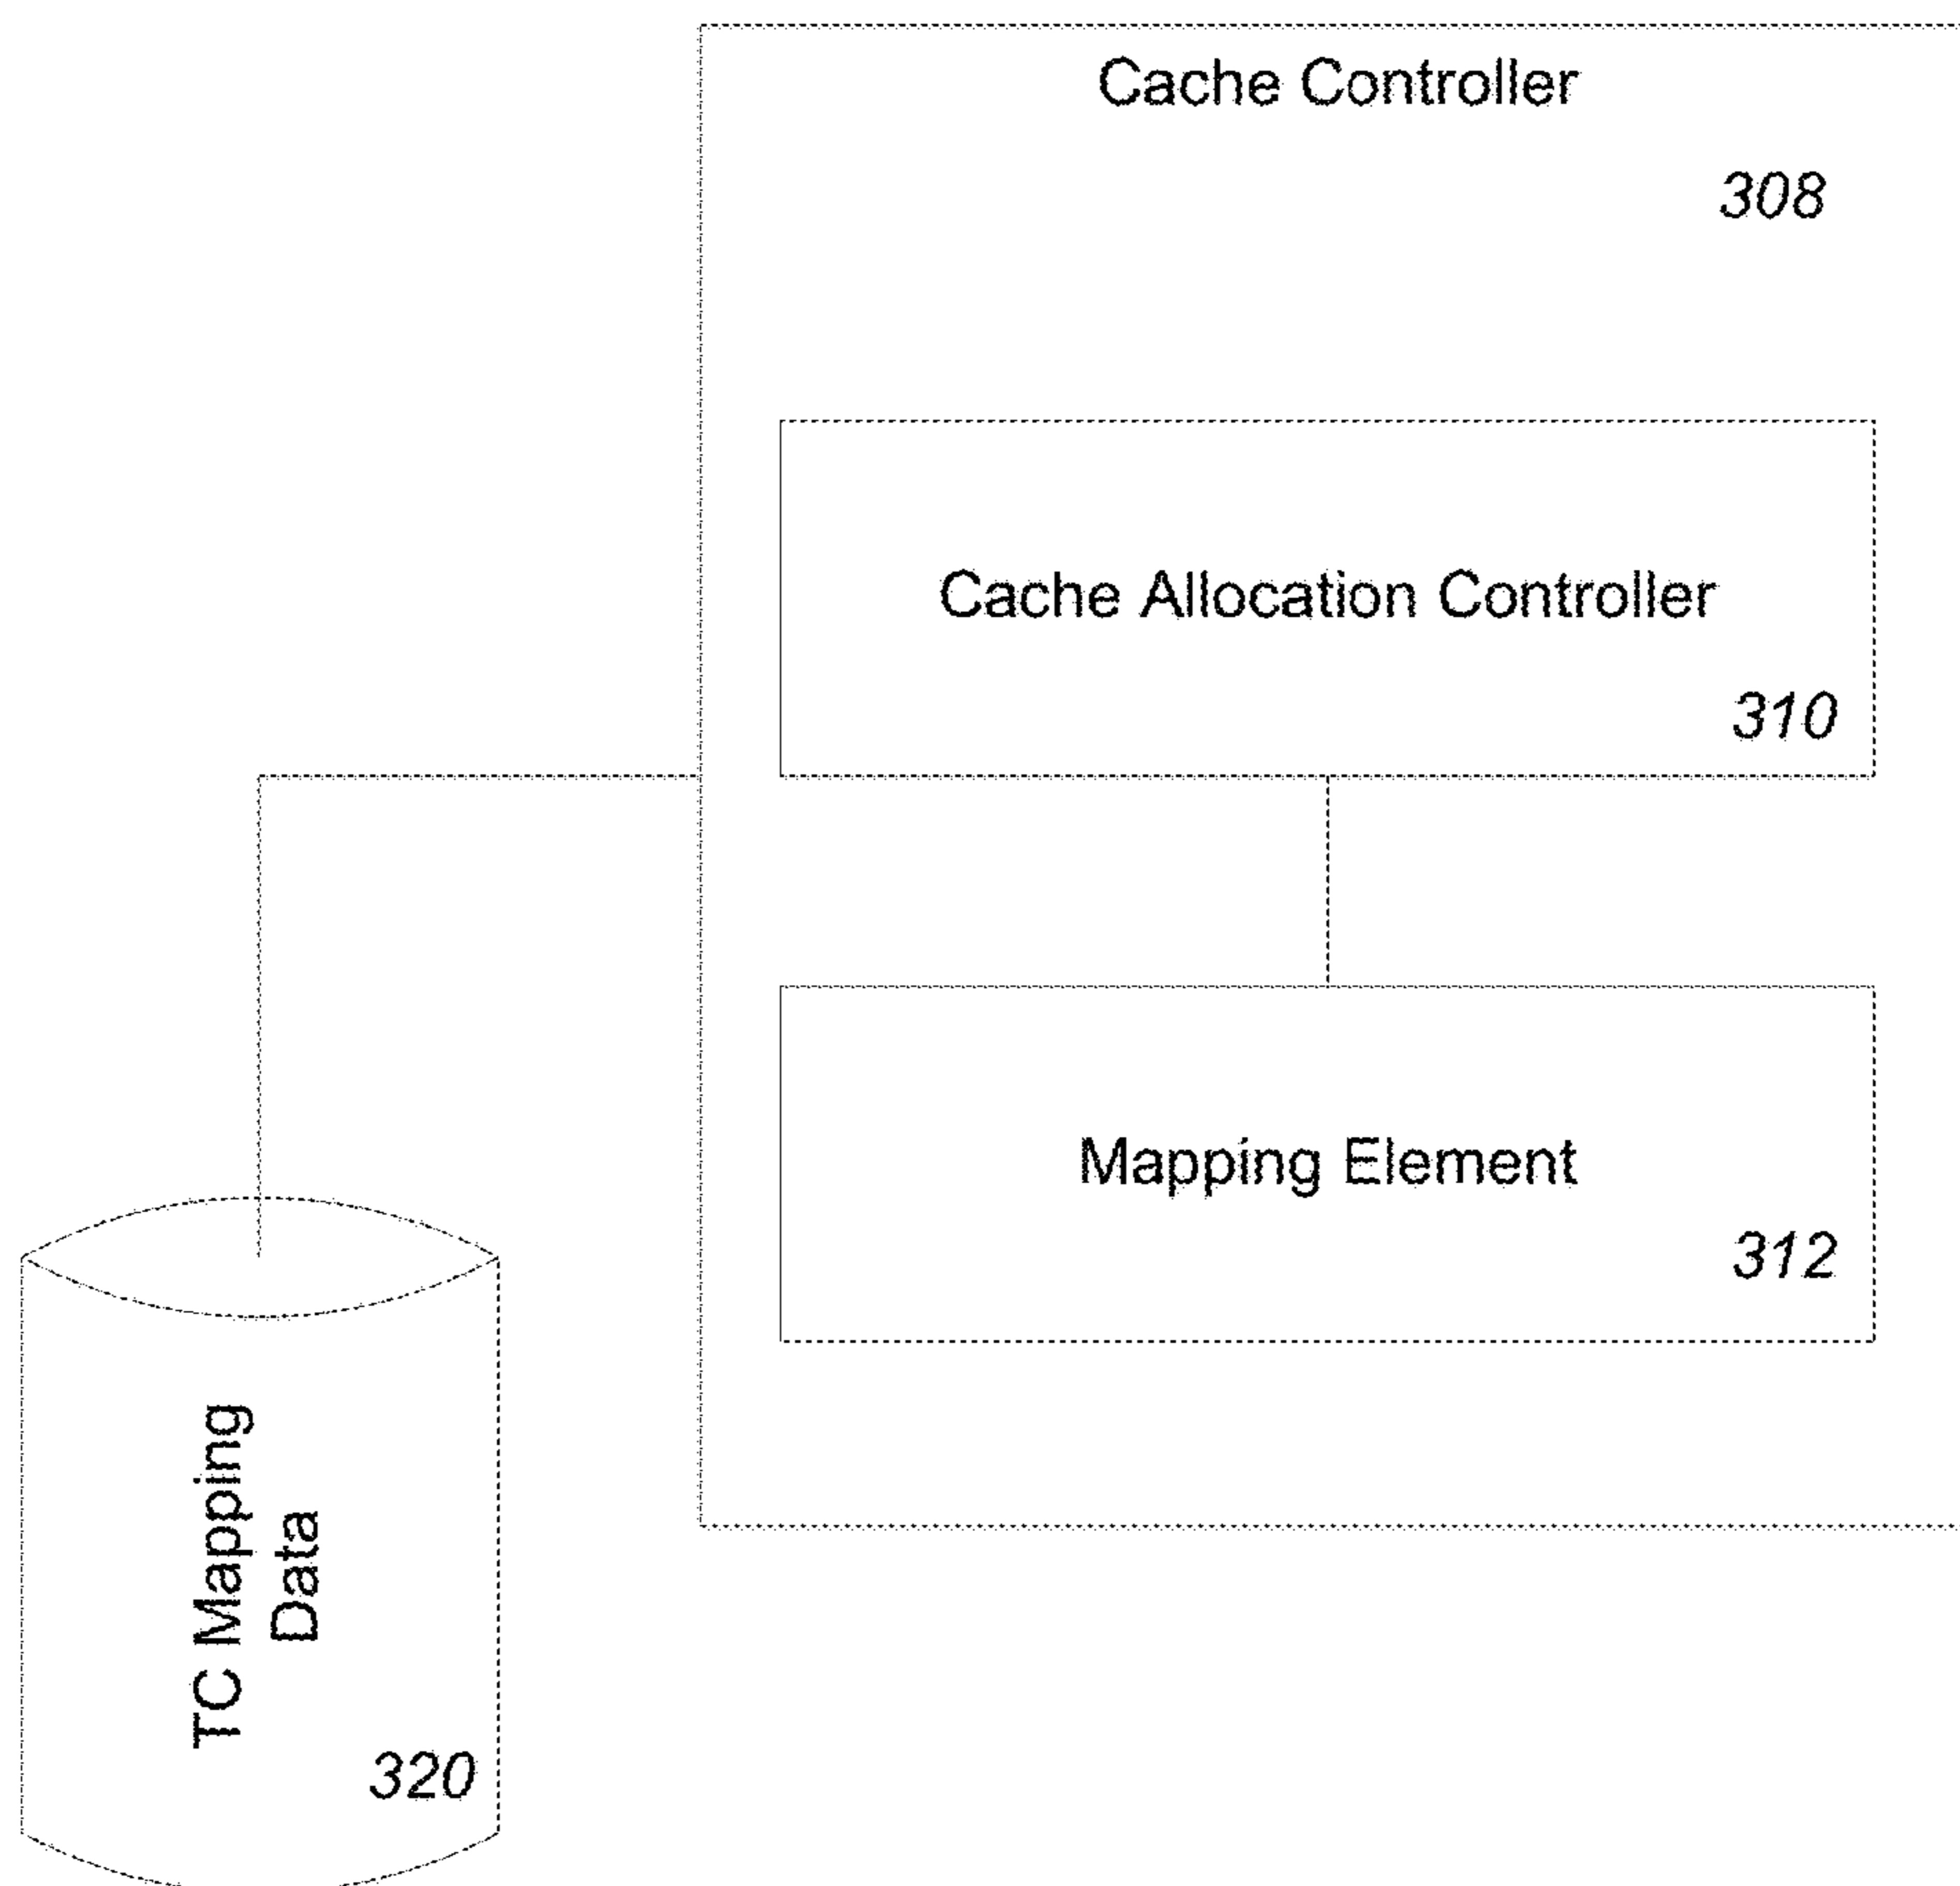 Cache Controller
308
Cache Allocation Controller
310
Mapping Element
312
TC Mapping
Data
320